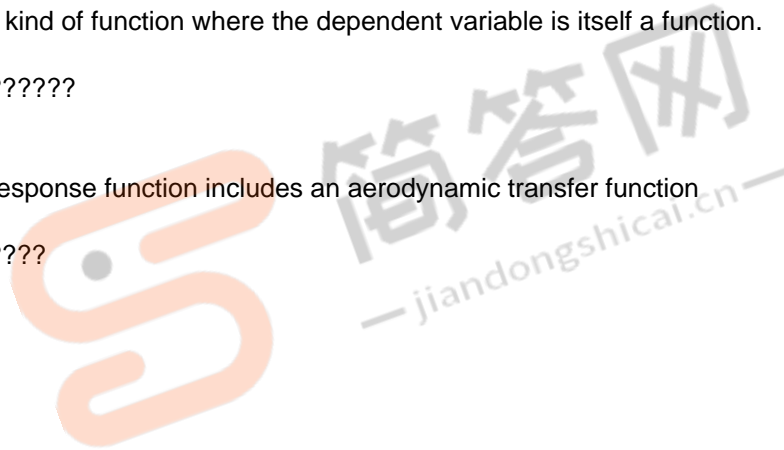 kind of function where the dependent variable is itself a function.
??????
esponse function includes an aerodynamic transfer function
????
简答网
jiandongshicai.cn